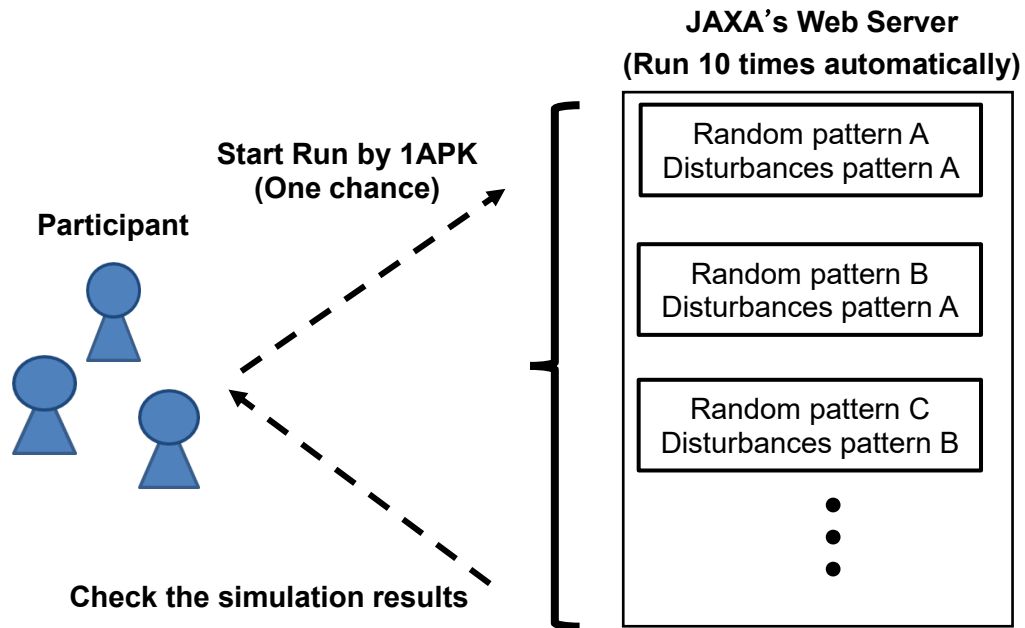 JAXA’s Web Server
(Run 10 times automatically)
Start Run by 1APK
(One chance)
Participant
Random pattern A
Disturbances pattern A
Random pattern B
Disturbances pattern A
Random pattern C
Disturbances pattern B
Check the simulation results